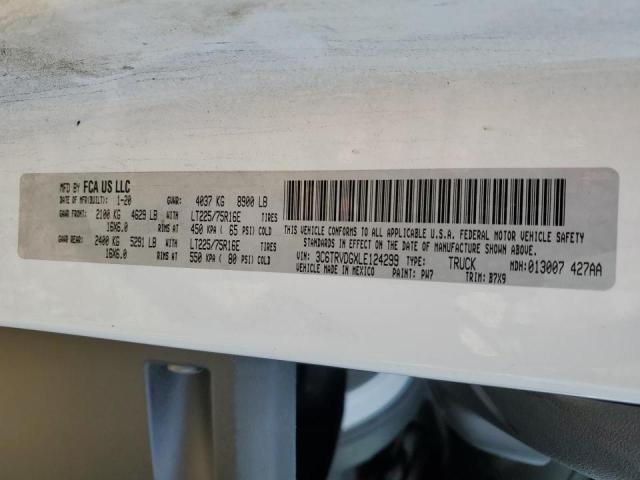 MFD BY FCA US LLC
DATE OF MFR(BUILT): 1-20 GVWR: 4037 KG 8900 LB
GAWR FRONT: 2100 KG 4629 LB WITH LT225/75R16E TIRES
16X6.0 RIMS AT 450 KPA ( 65 PSI) COLD
GAWR REAR: 2400 KG 5291 LB WITH LT225/75R16E TIRES
16X6.0 RIMS AT 550 KPA ( 80 PSI) COLD
THIS VEHICLE CONFORMS TO ALL APPLICABLE U.S.A. FEDERAL MOTOR VEHICLE SAFETY
STANDARDS IN EFFECT ON THE DATE OF MANUFACTURE SHOWN ABOVE.
VIN: 3C6TRVDGXLE124299 TYPE: TRUCK MDH:013007 427AA
VEHICLE MADE IN MEXICO PAINT: PW7 TRIM: B7X9